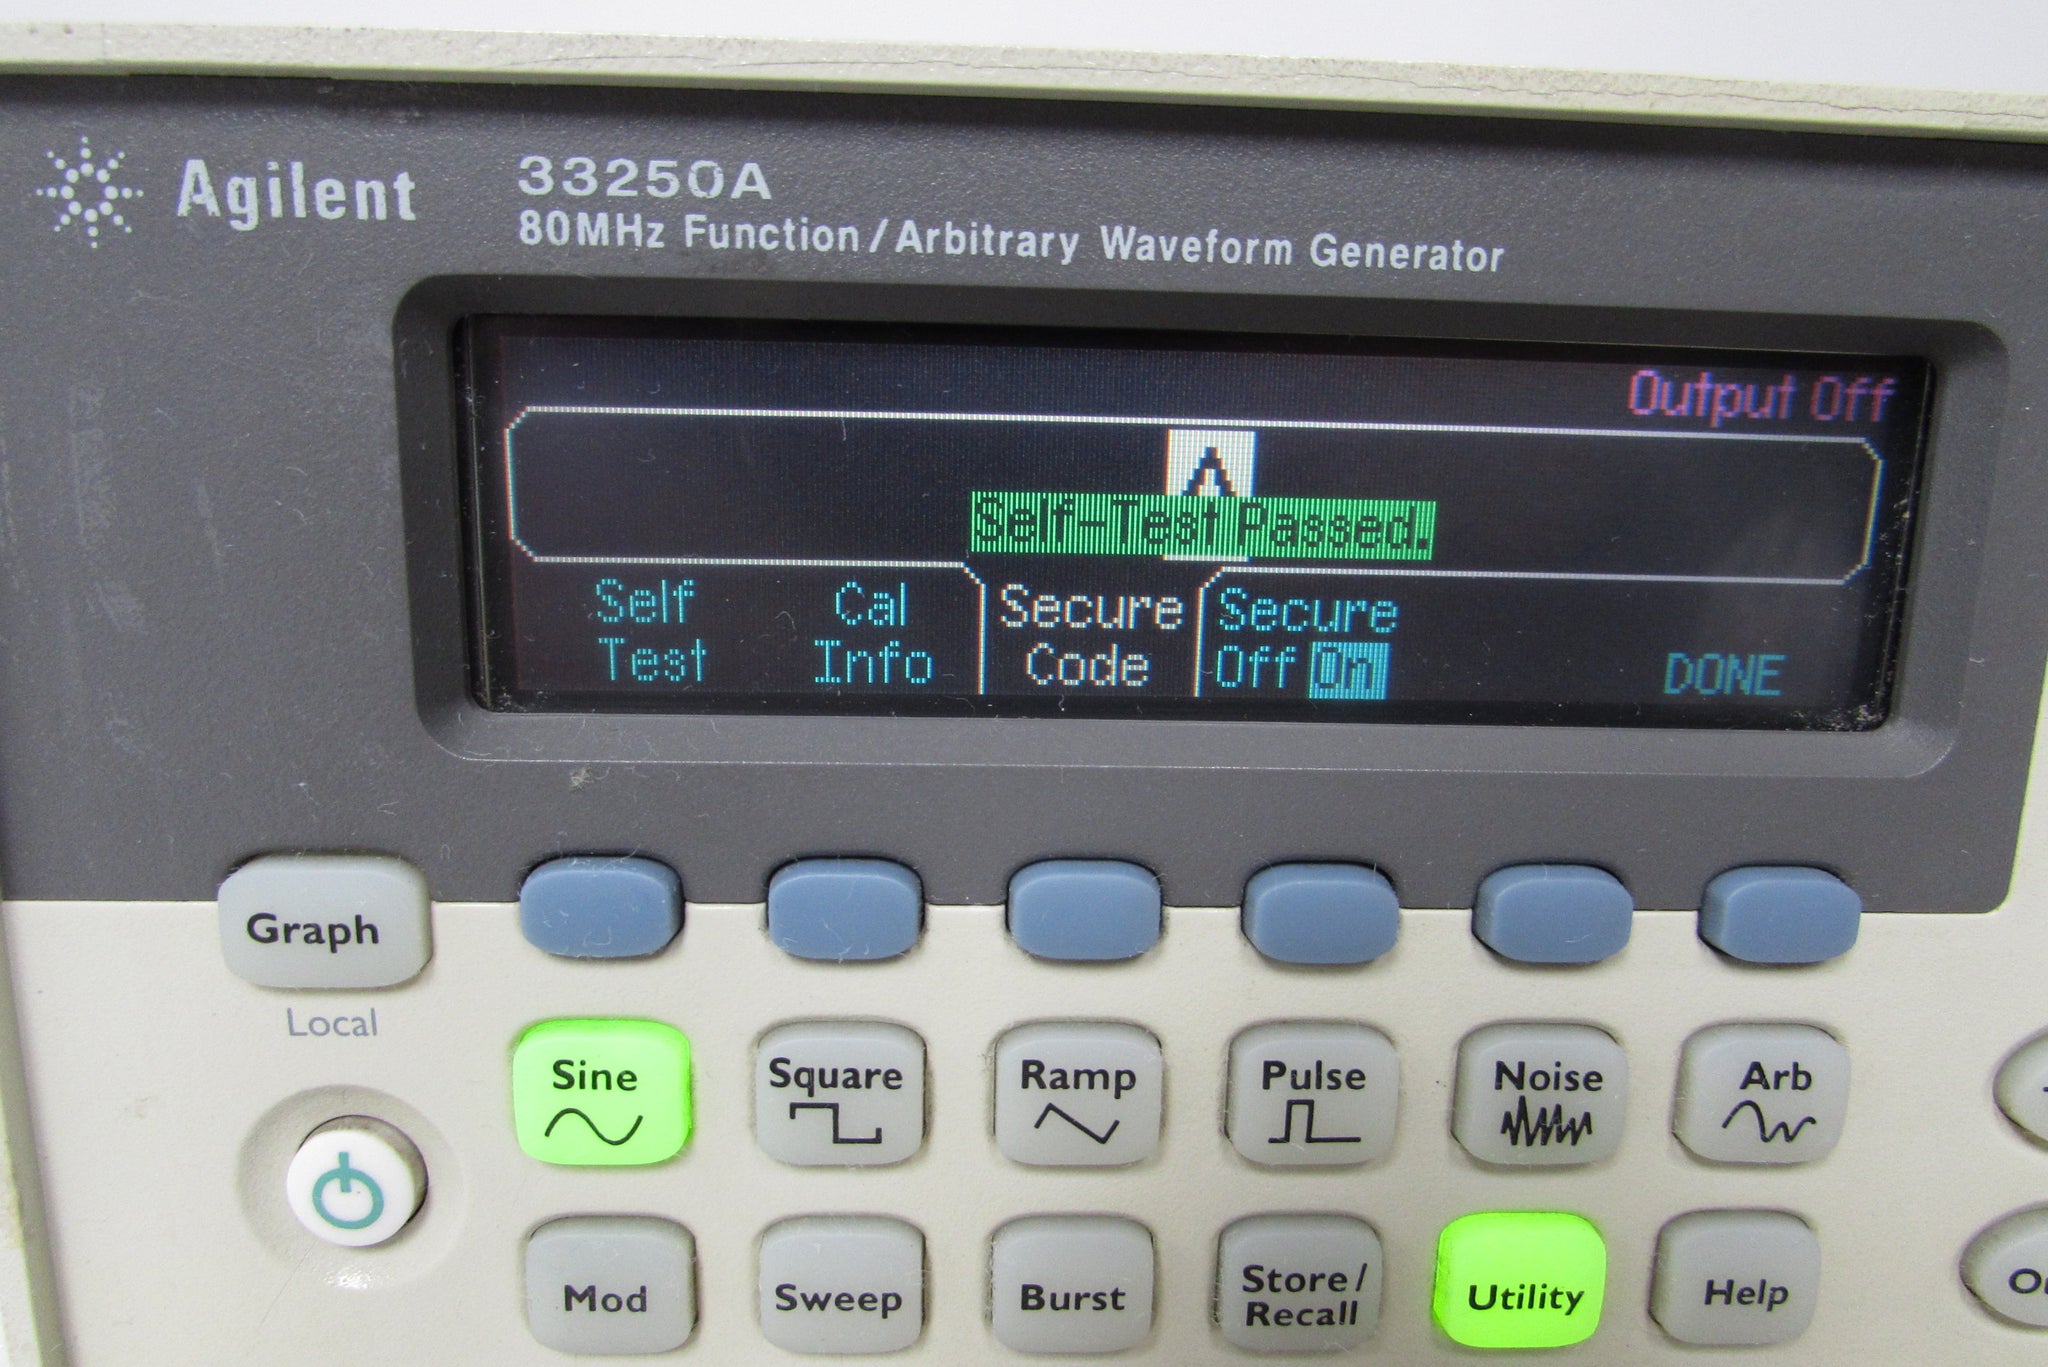 Agilent
33250A
80MHz Function / Arbitrary Waveform Generator
Output Off
A
Self-Test Passed.
Self Test
Cal Info
Secure Code
Secure Off On
DONE
Graph
Local
Sine
Square
Ramp
Pulse
Noise
Arb
Mod
Sweep
Burst
Store/
Recall
Utility
Help